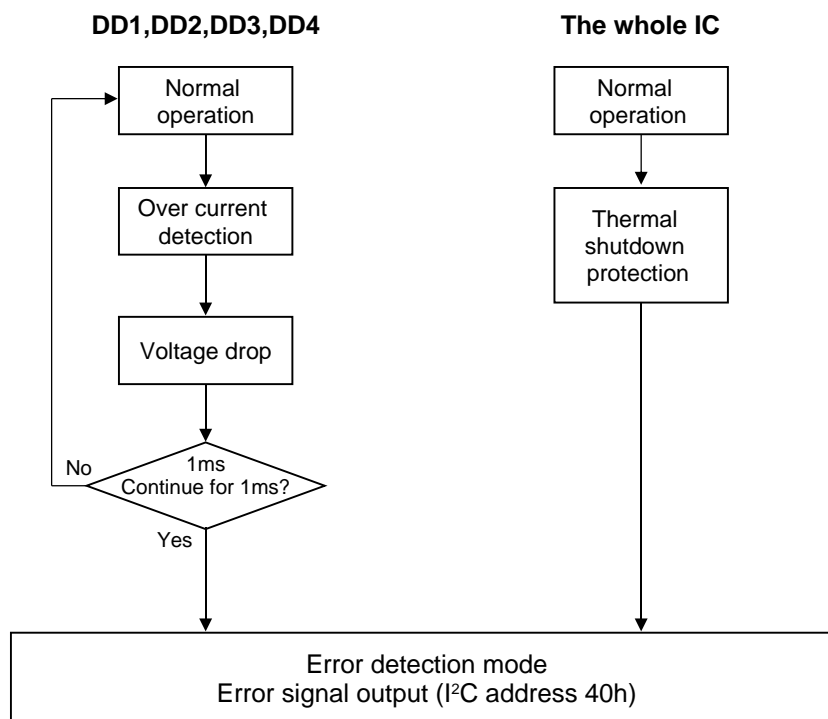 DD1,DD2,DD3,DD4
Normal
operation
Over current
detection
Voltage drop
1ms
Continue for 1ms?
No
Yes
The whole IC
Normal
operation
Thermal
shutdown
protection
Error detection mode
Error signal output (I²C address 40h)